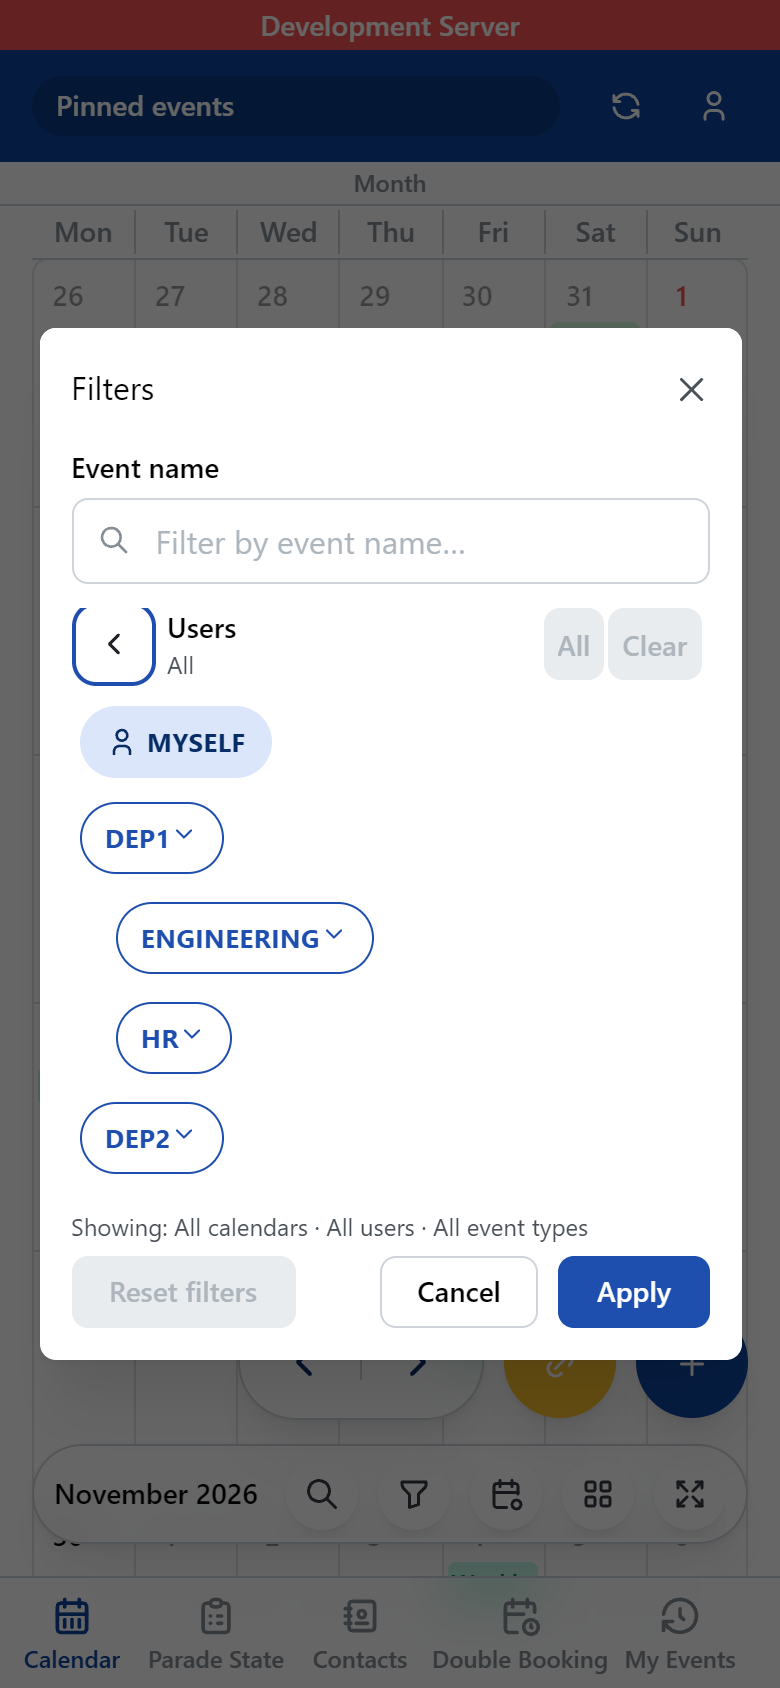 Development Server
Pinned events
Month
Mon Tue Wed Thu Fri Sat Sun
26 27 28 29 30 31 1
Filters
Event name
Filter by event name...
Users
All
All Clear
MYSELF
DEP1
ENGINEERING
HR
DEP2
Showing: All calendars · All users · All event types
Reset filters Cancel Apply
November 2026
Calendar Parade State Contacts Double Booking My Events